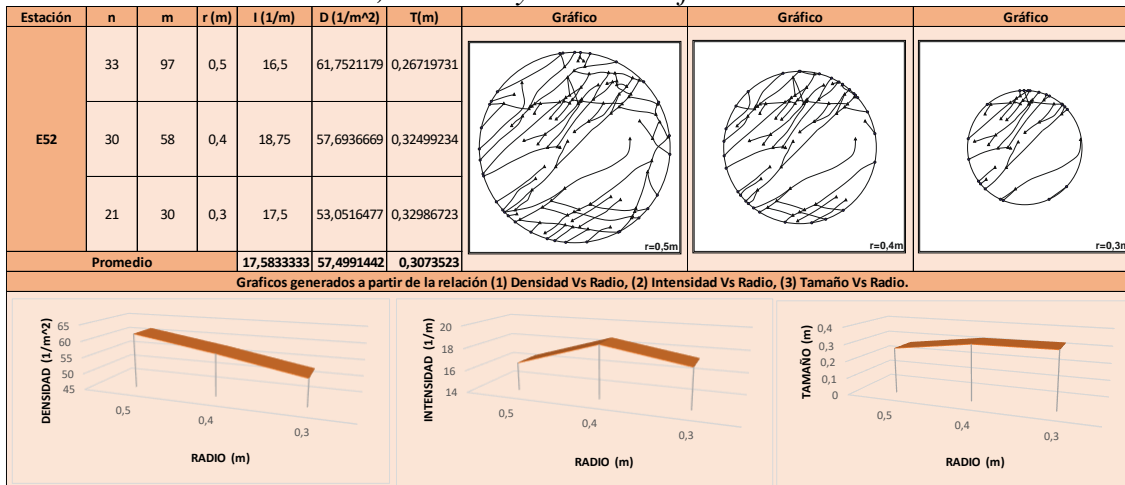 Estación n m r (m) I (1/m) D (1/m^2) T(m) Gráfico Gráfico Gráfico
33 97 0,5 16,5 61,7521179 0,26719731
E52 30 58 0,4 18,75 57,6936669 0,32499234
21 30 0,3 17,5 53,0516477 0,32986723
r=0,5m r=0,4m r=0,3m
Promedio 17,5833333 57,4991442 0,3073523
Graficos generados a partir de la relación (1) Densidad Vs Radio, (2) Intensidad Vs Radio, (3) Tamaño Vs Radio.
DENSIDAD (1/m^2)
65
60
55
50
45
0,5
0,4
0,3
RADIO (m)
INTENSIDAD (1/m)
20
18
16
14
0,5
0,4
0,3
RADIO (m)
TAMAÑO (m)
0,4
0,3
0,2
0,1
0
0,5
0,4
0,3
RADIO (m)